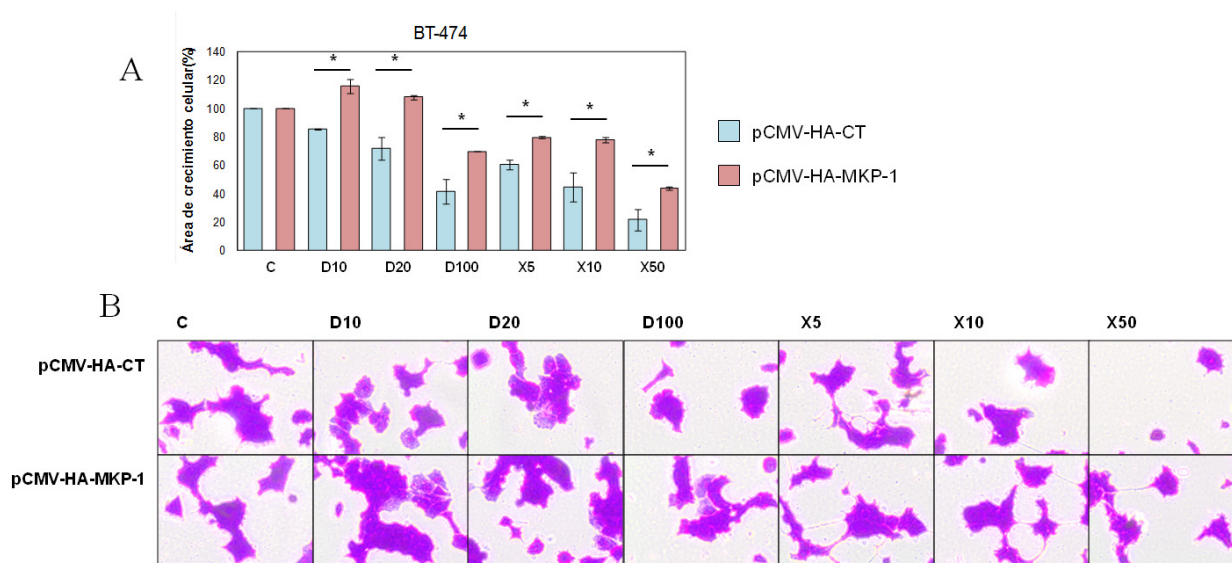 A
BT-474
Área de crecimiento celular(%)
140
120
100
80
60
40
20
0
* * * * * *
C D10 D20 D100 X5 X10 X50
pCMV-HA-CT
pCMV-HA-MKP-1
B
C D10 D20 D100 X5 X10 X50
pCMV-HA-CT
pCMV-HA-MKP-1